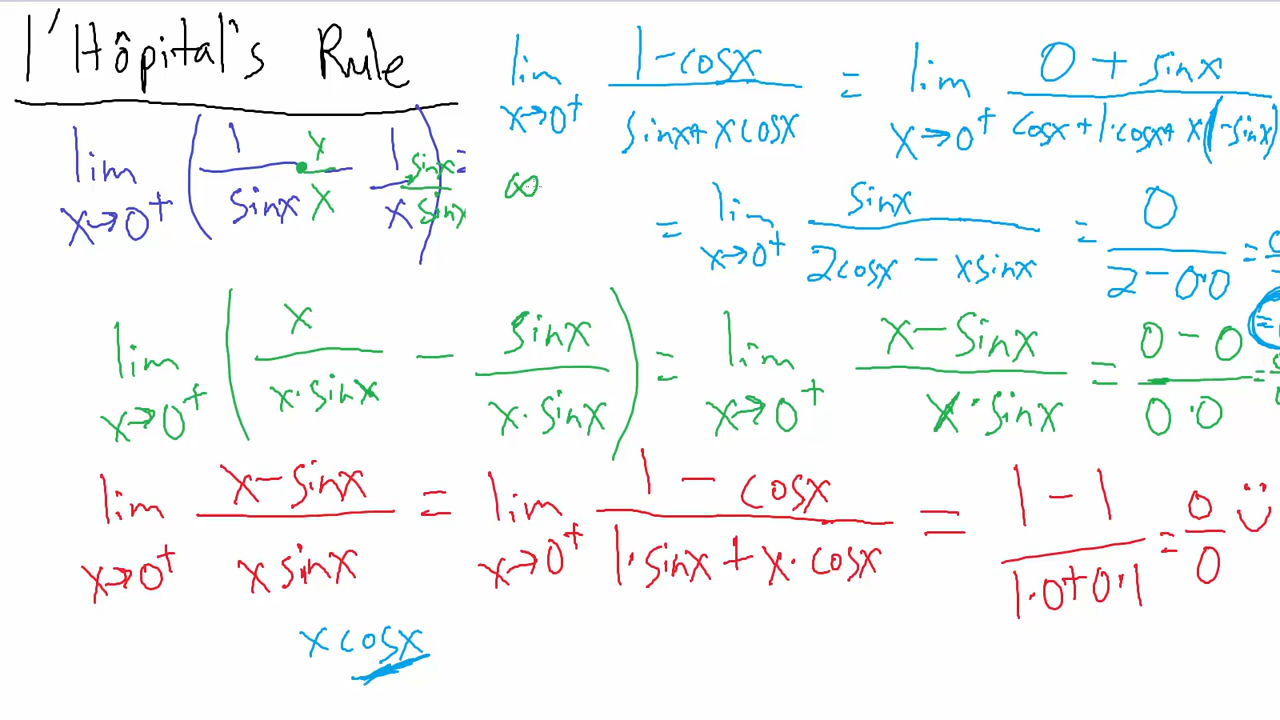 l'Hôpital's Rule
lim x→0⁺ (1/sinx · x/x 1/x sinx/sinx) =
∞
lim x→0⁺ (1-cosx)/(sinx+xcosx) = lim x→0⁺ (0+sinx)/(cosx+1·cosx+x(-sinx)
= lim x→0⁺ sinx/(2cosx - xsinx) = 0/(2-0·0) =
lim x→0⁺ (x/(x·sinx) - sinx/(x·sinx)) = lim x→0⁺ (x-sinx)/(x·sinx) = (0-0)/(0·0) =
lim x→0⁺ (x-sinx)/(xsinx) = lim x→0⁺ (1-cosx)/(1·sinx+x·cosx) = (1-1)/(1·0+0·1) = 0/0
xcosx